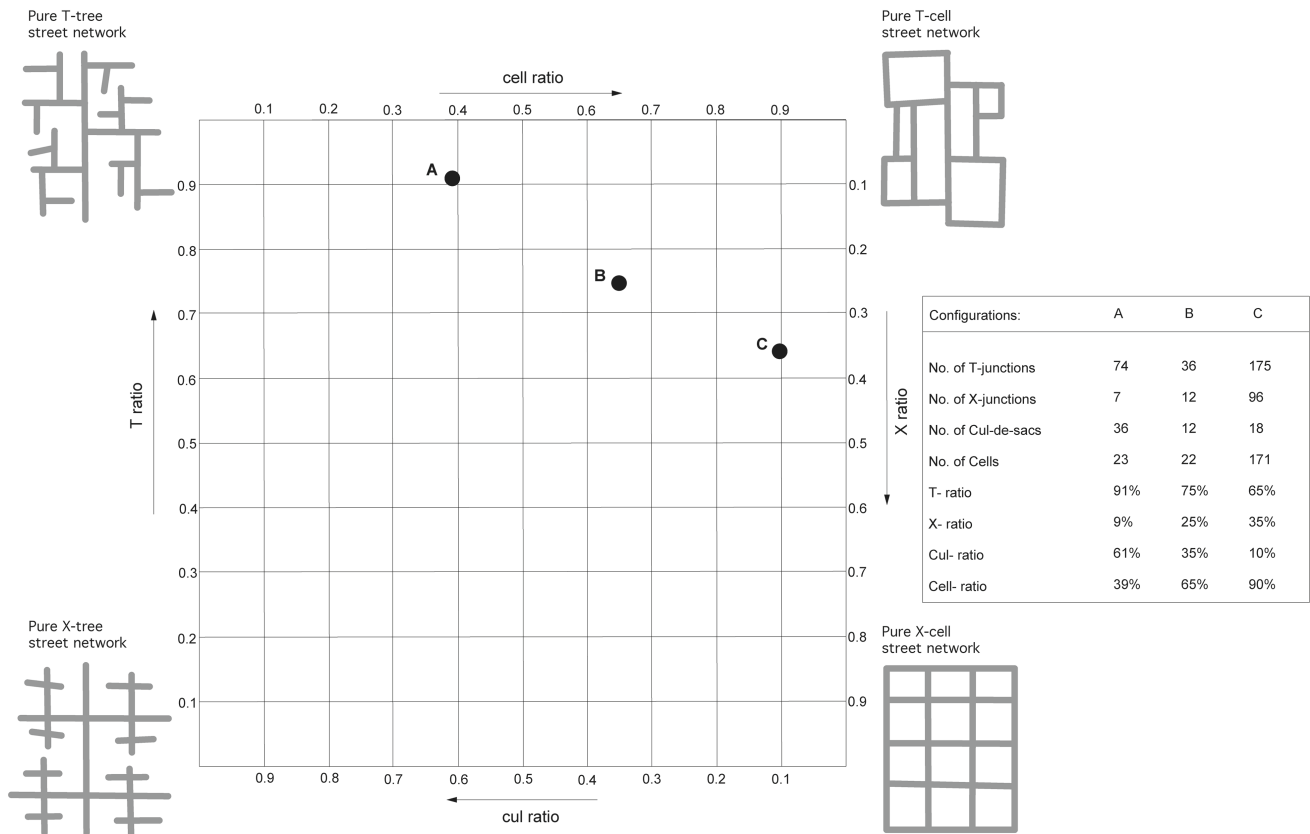 Pure T-tree
street network
Pure T-cell
street network
cell ratio
0.1 0.2 0.3 0.4 0.5 0.6 0.7 0.8 0.9
A
0.9 0.1
0.8 0.2
B
0.7 0.3
C
0.6 0.4
T ratio
X ratio
0.5 0.5
0.4 0.6
0.3 0.7
0.2 0.8
0.1 0.9
Configurations: A B C
No. of T-junctions 74 36 175
No. of X-junctions 7 12 96
No. of Cul-de-sacs 36 12 18
No. of Cells 23 22 171
T- ratio 91% 75% 65%
X- ratio 9% 25% 35%
Cul- ratio 61% 35% 10%
Cell- ratio 39% 65% 90%
Pure X-tree
street network
Pure X-cell
street network
0.9 0.8 0.7 0.6 0.5 0.4 0.3 0.2 0.1
cul ratio